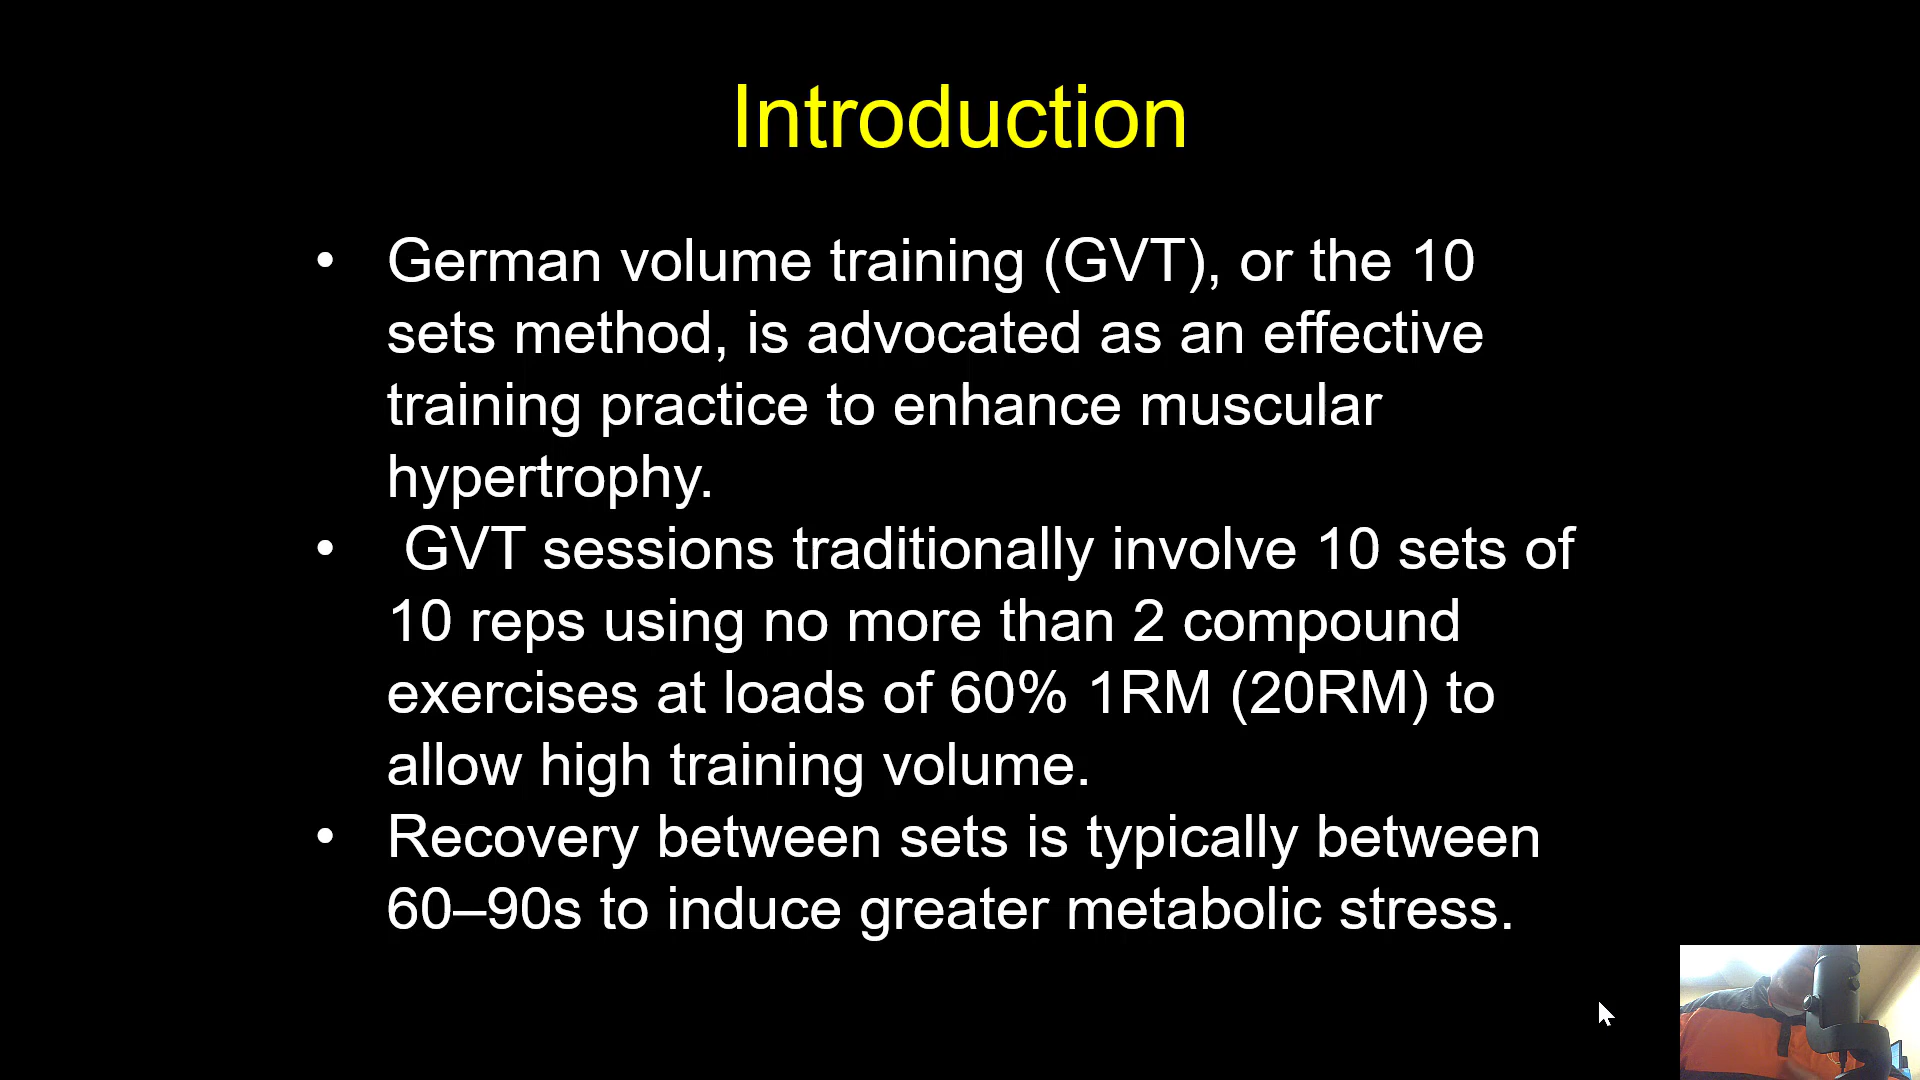 Introduction
• German volume training (GVT), or the 10
sets method, is advocated as an effective
training practice to enhance muscular
hypertrophy.
• GVT sessions traditionally involve 10 sets of
10 reps using no more than 2 compound
exercises at loads of 60% 1RM (20RM) to
allow high training volume.
• Recovery between sets is typically between
60–90s to induce greater metabolic stress.